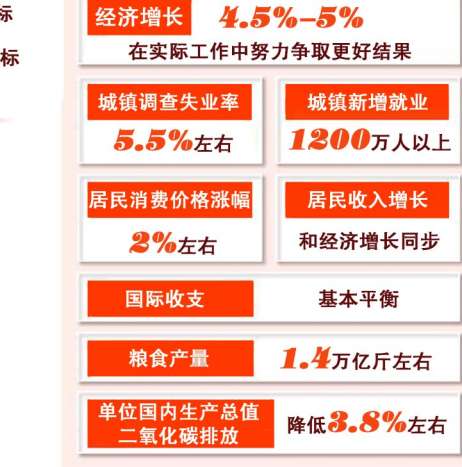 标
标
经济增长 4.5%–5%
在实际工作中努力争取更好结果
城镇调查失业率
5.5%左右
城镇新增就业
1200万人以上
居民消费价格涨幅
2%左右
居民收入增长
和经济增长同步
国际收支 基本平衡
粮食产量 1.4万亿斤左右
单位国内生产总值
二氧化碳排放
降低3.8%左右